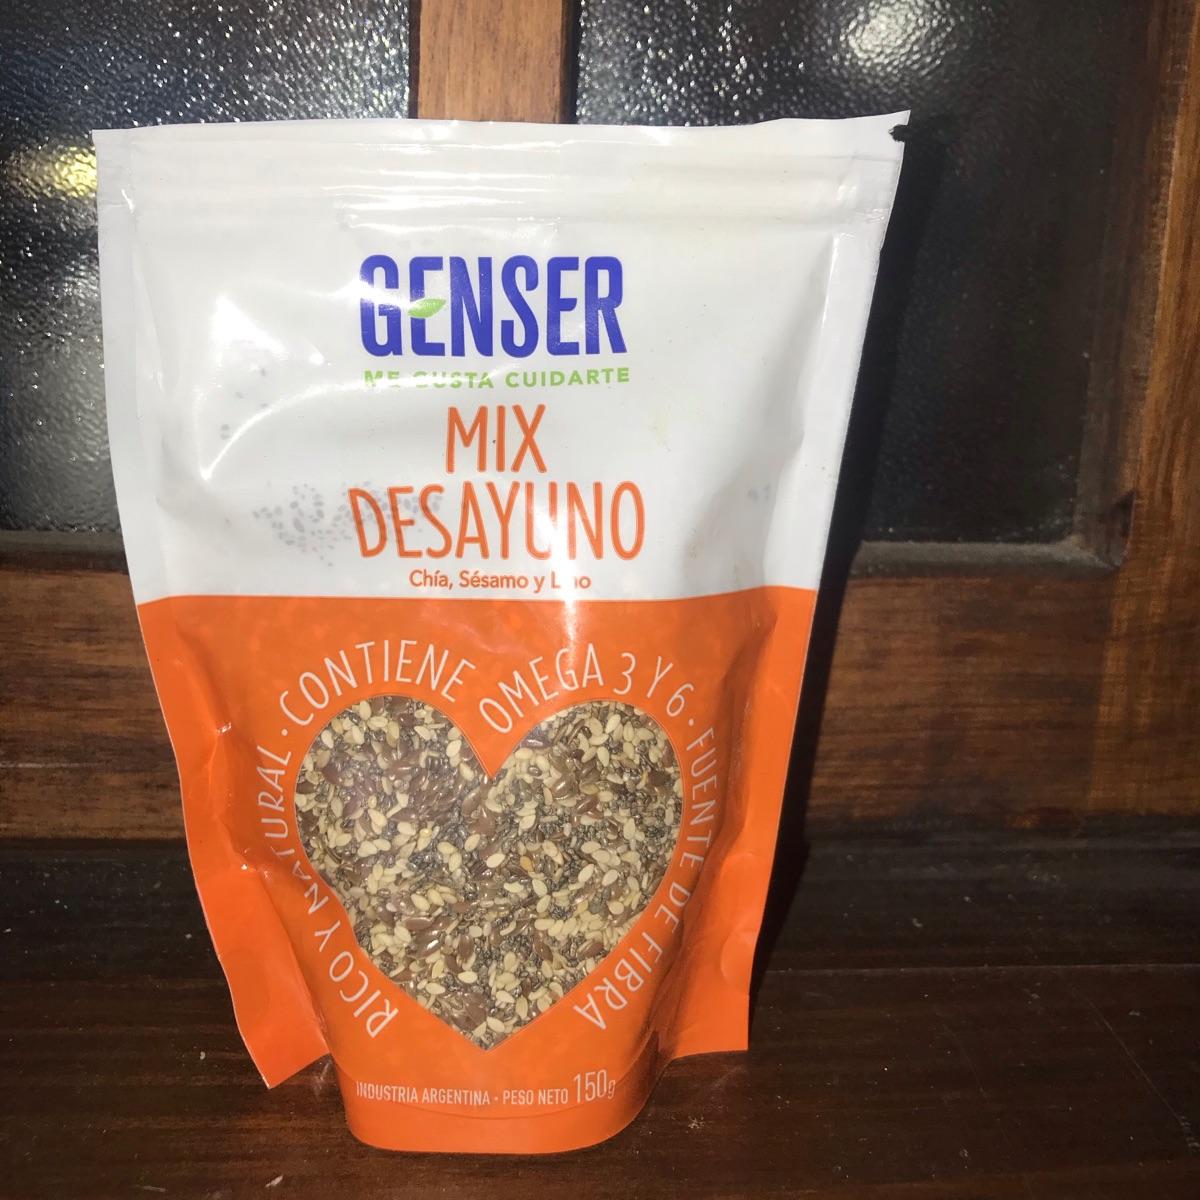 GENSER
ME GUSTA CUIDARTE
MIX
DESAYUNO
Chía, Sésamo y Lino
RICO Y NATURAL · CONTIENE OMEGA 3 Y 6 · FUENTE DE FIBRA
INDUSTRIA ARGENTINA · PESO NETO 150g